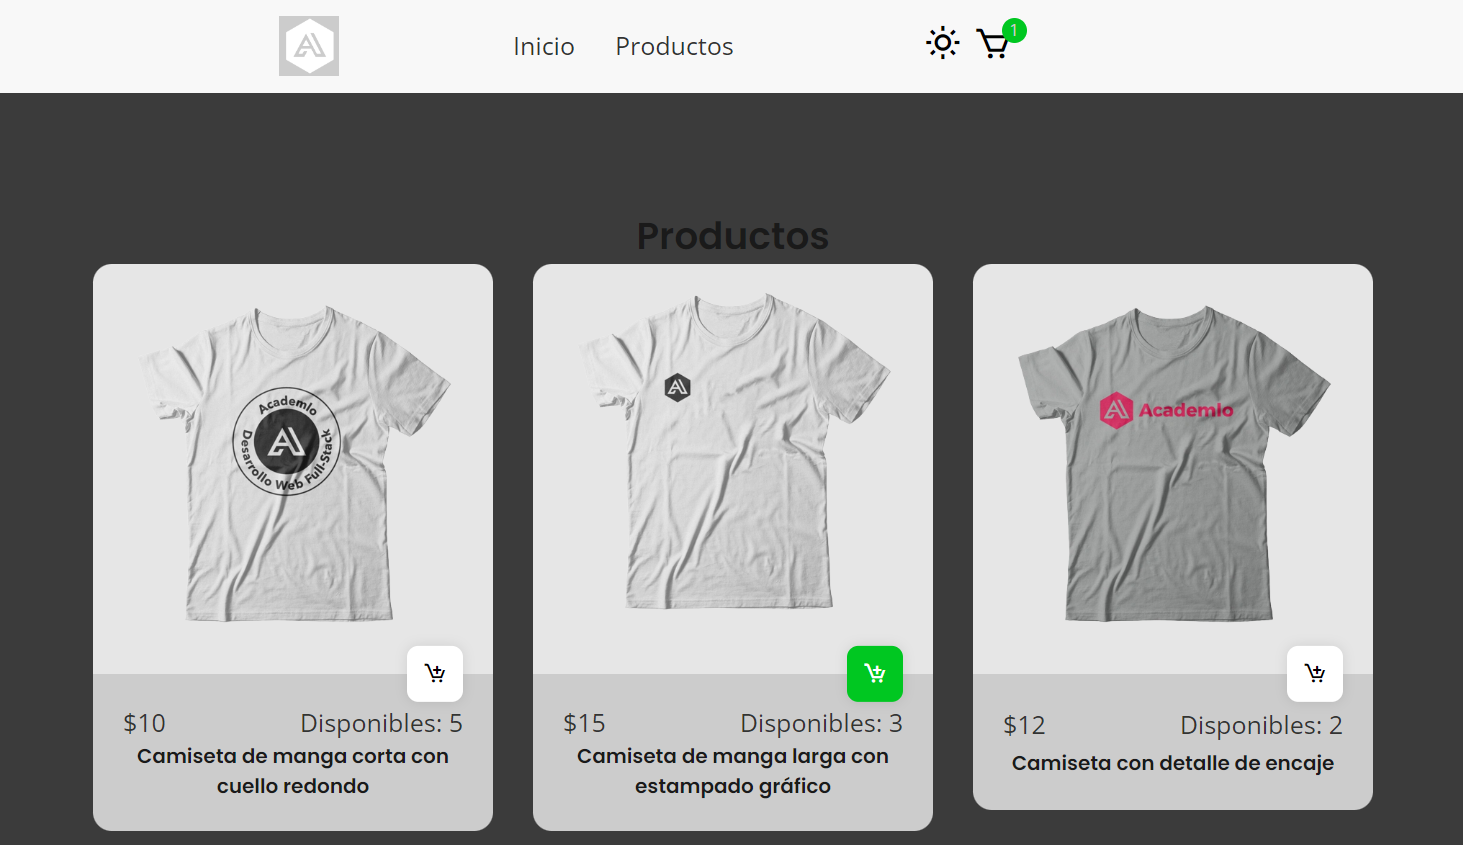 Inicio Productos 1
Productos
Academlo
Desarrollo Web Full-Stack
Academlo
$10 Disponibles: 5
Camiseta de manga corta con
cuello redondo
$15 Disponibles: 3
Camiseta de manga larga con
estampado gráfico
$12 Disponibles: 2
Camiseta con detalle de encaje